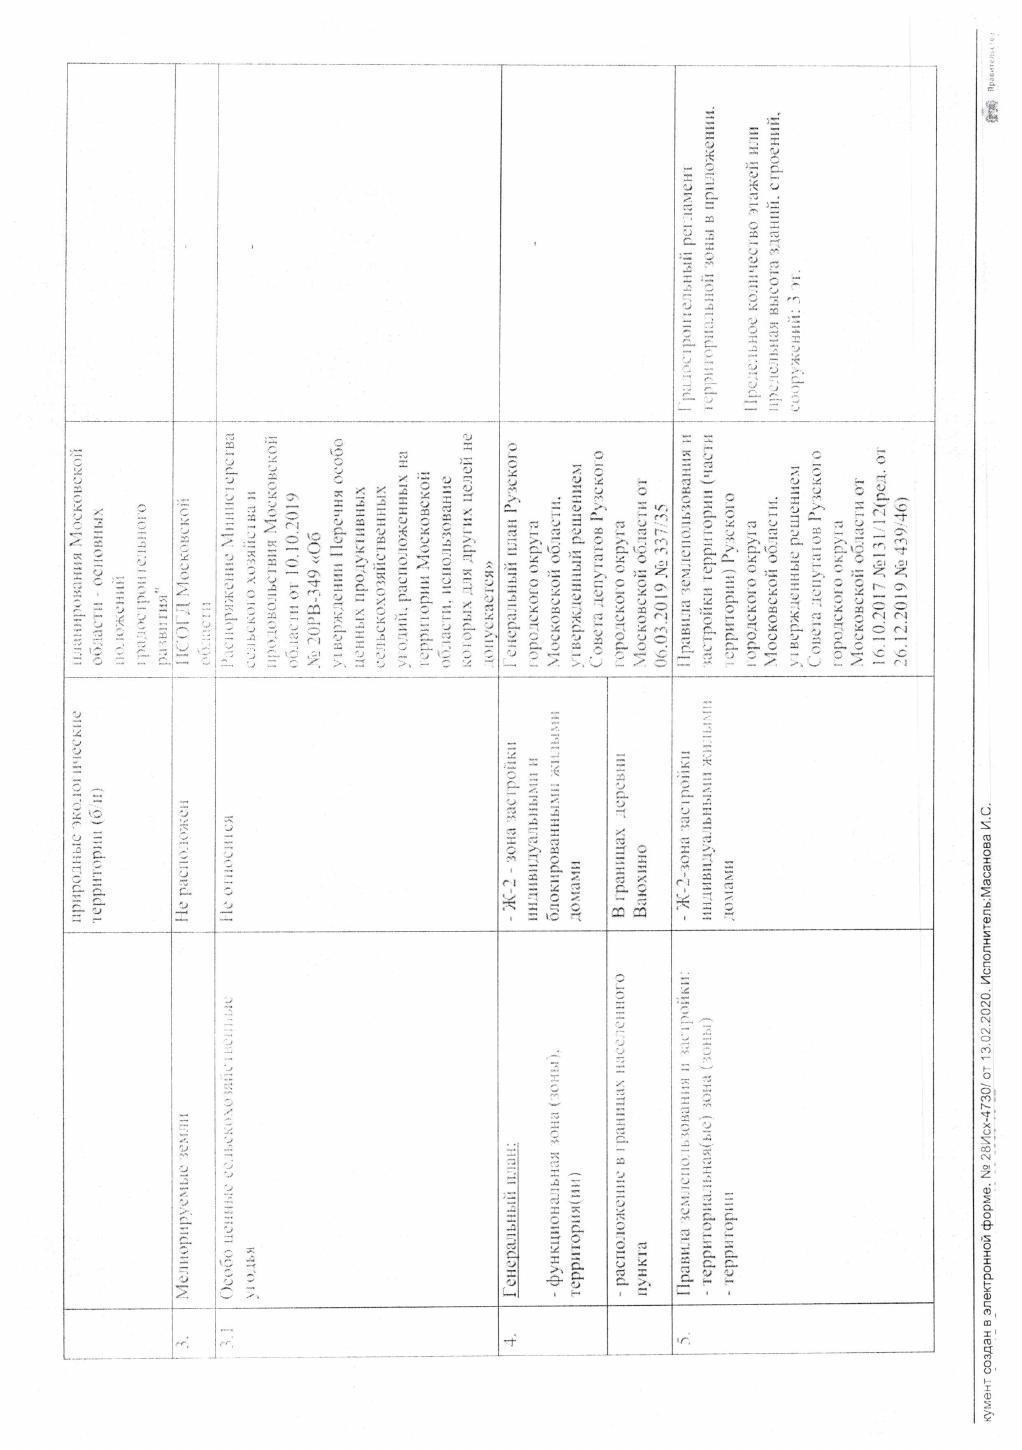 природные экологические
территории (б/н)
планирования Московской
области - основных
положений
градостроительного
развития"
3.
Мелиорируемые земли
Не расположен
ИСОГД Московской
области
-
3.1
Особо ценные сельскохозяйственные
угодья
Не относится
Распоряжение Министерства
сельского хозяйства и
продовольствия Московской
области от 10.10.2019
№ 20РВ-349 «Об
утверждении Перечня особо
ценных продуктивных
сельскохозяйственных
угодий, расположенных на
территории Московской
области, использование
которых для других целей не
допускается»
-
4.
Генеральный план:
- функциональная зона (зоны),
территория(ии)
- Ж-2 - зона застройки
индивидуальными и
блокированными жилыми
домами
Генеральный план Рузского
городского округа
Московской области,
утвержденный решением
Совета депутатов Рузского
городского округа
Московской области от
06.03.2019 № 337/35
-
- расположение в границах населенного
пункта
В границах деревни
Ваюхино
5.
Правила землепользования и застройки:
- территориальная(ые) зона (зоны)
- территории
- Ж-2-зона застройки
индивидуальными жилыми
домами
Правила землепользования и
застройки территории (части
территории) Рузского
городского округа
Московской области,
утвержденные решением
Совета депутатов Рузского
городского округа
Московской области от
16.10.2017 №131/12(ред. от
26.12.2019 № 439/46)
Градостроительный регламент
территориальной зоны в приложении.
Предельное количество этажей или
предельная высота зданий, строений,
сооружений: 3 эт.
кумент создан в электронной форме. № 28Исх-4730/ от 13.02.2020. Исполнитель:Масанова И.С.